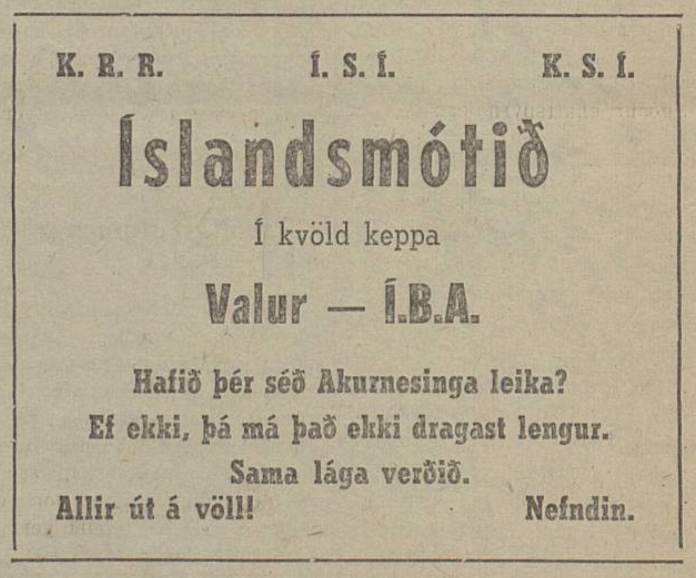 K. R. R. Í. S. Í. K. S. Í.
Íslandsmótið
Í kvöld keppa
Valur — Í.B.A.
Hafið þér séð Akurnesinga leika?
Ef ekki, þá má það ekki dragast lengur.
Sama lága verðið.
Allir út á völl! Nefndin.